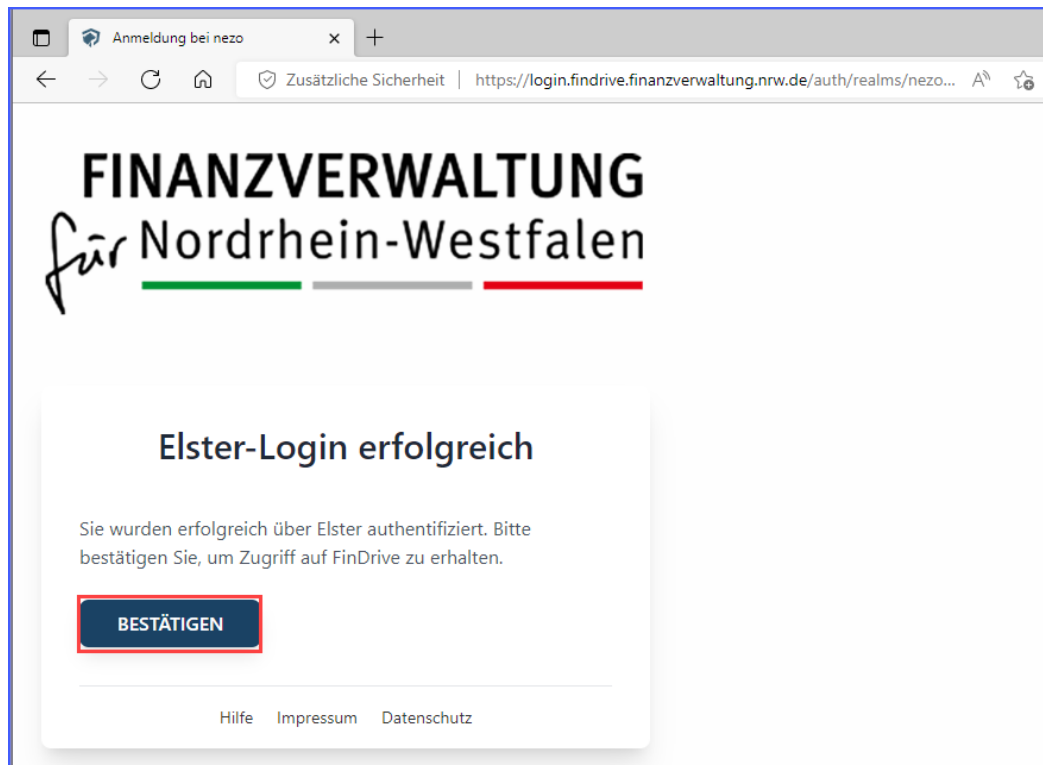 Anmeldung bei nezo
Zusätzliche Sicherheit | https://login.findrive.finanzverwaltung.nrw.de/auth/realms/nezo...
FINANZVERWALTUNG
für Nordrhein-Westfalen
Elster-Login erfolgreich
Sie wurden erfolgreich über Elster authentifiziert. Bitte
bestätigen Sie, um Zugriff auf FinDrive zu erhalten.
BESTÄTIGEN
Hilfe Impressum Datenschutz